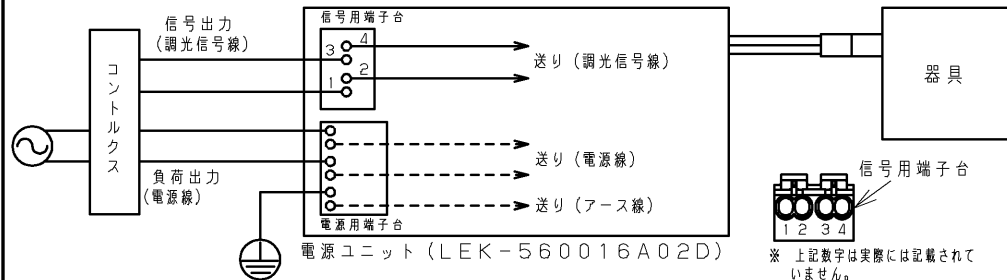 信号出力
(調光信号線)
コントルクス
負荷出力
(電源線)
信号用端子台
3
4
1
2
送り(調光信号線)
送り(電源線)
送り(アース線)
電源用端子台
電源ユニット(LEK-560016A02D)
器具
信号用端子台
1 2 3 4
※ 上記数字は実際には記載されて
いません。